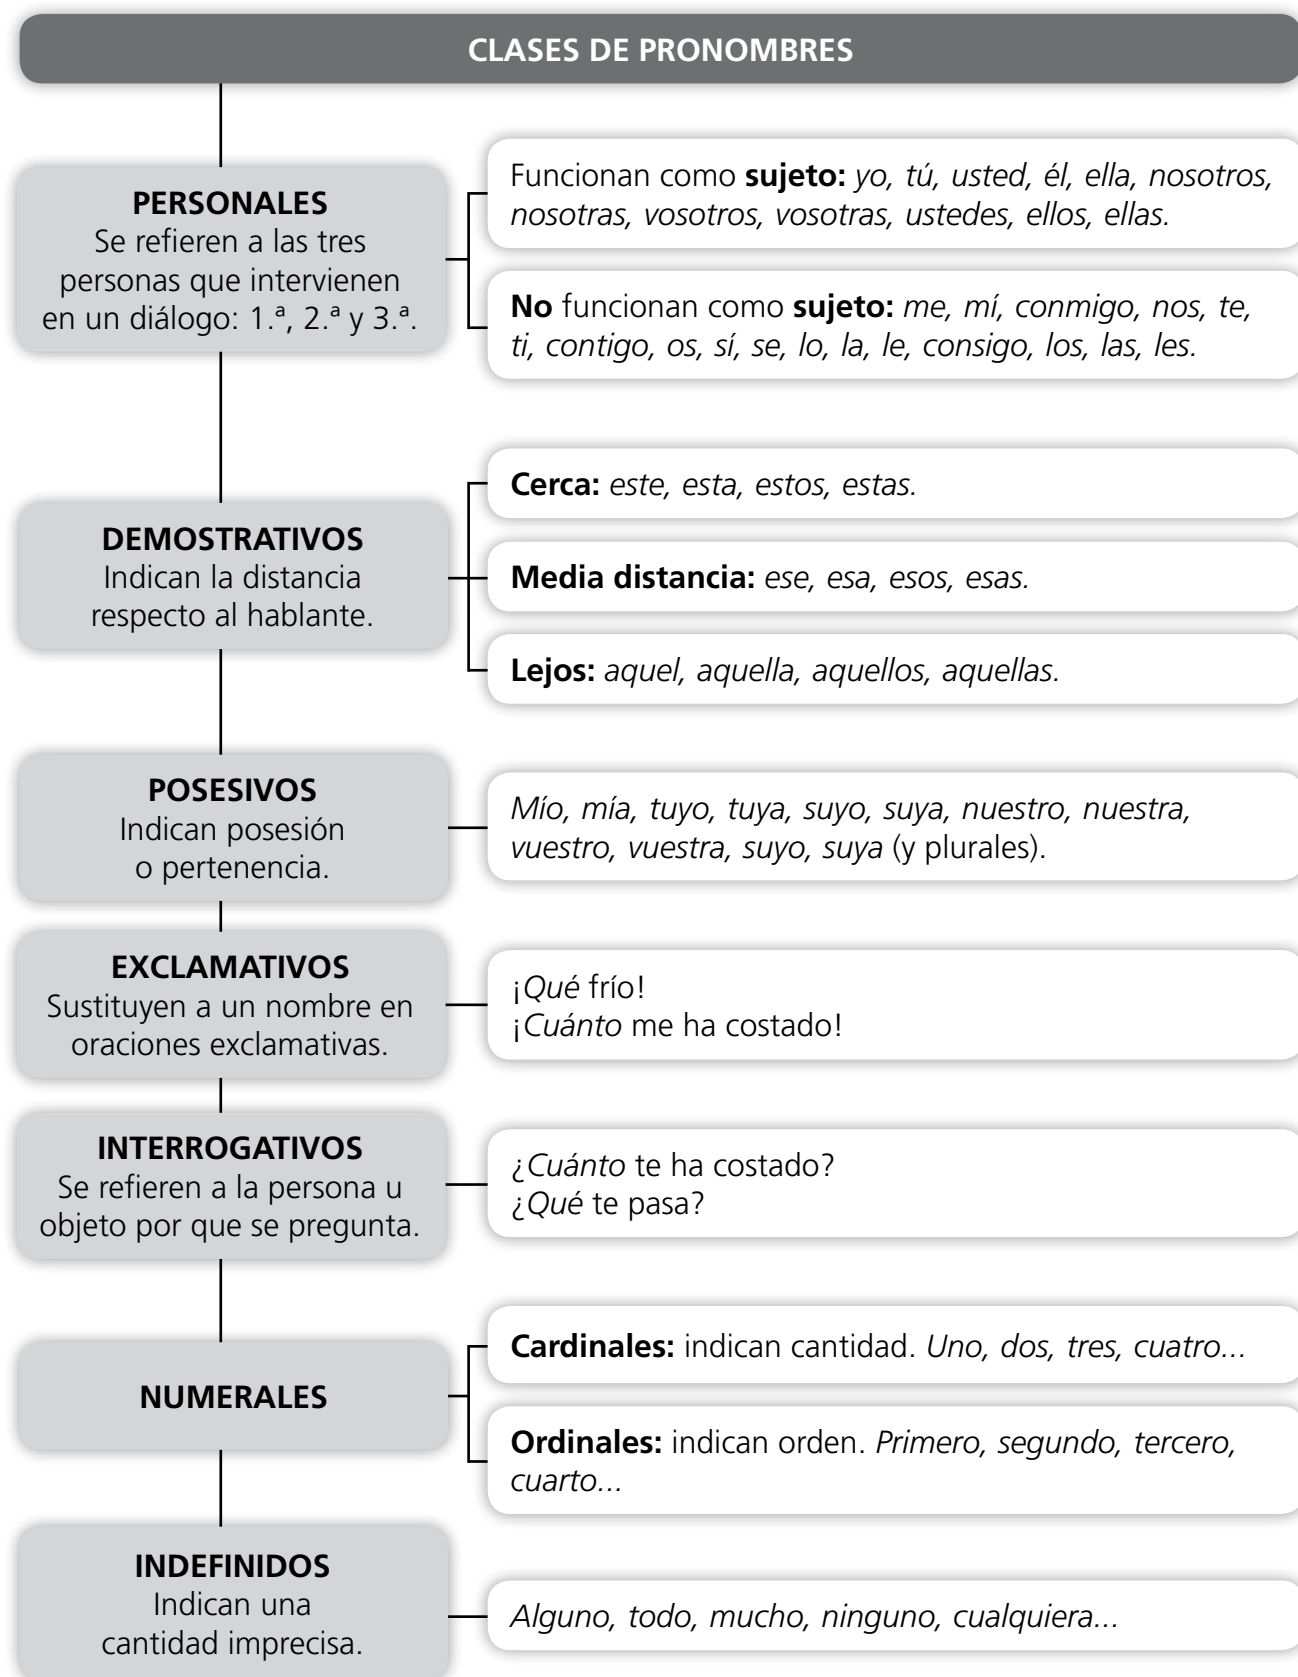 CLASES DE PRONOMBRES
PERSONALES
Se refieren a las tres
personas que intervienen
en un diálogo: 1.ª, 2.ª y 3.ª.
Funcionan como sujeto: yo, tú, usted, él, ella, nosotros,
nosotras, vosotros, vosotras, ustedes, ellos, ellas.
No funcionan como sujeto: me, mí, conmigo, nos, te,
ti, contigo, os, sí, se, lo, la, le, consigo, los, las, les.
DEMOSTRATIVOS
Indican la distancia
respecto al hablante.
Cerca: este, esta, estos, estas.
Media distancia: ese, esa, esos, esas.
Lejos: aquel, aquella, aquellos, aquellas.
POSESIVOS
Indican posesión
o pertenencia.
Mío, mía, tuyo, tuya, suyo, suya, nuestro, nuestra,
vuestro, vuestra, suyo, suya (y plurales).
EXCLAMATIVOS
Sustituyen a un nombre en
oraciones exclamativas.
¡Qué frío!
¡Cuánto me ha costado!
INTERROGATIVOS
Se refieren a la persona u
objeto por que se pregunta.
¿Cuánto te ha costado?
¿Qué te pasa?
NUMERALES
Cardinales: indican cantidad. Uno, dos, tres, cuatro...
Ordinales: indican orden. Primero, segundo, tercero,
cuarto...
INDEFINIDOS
Indican una
cantidad imprecisa.
Alguno, todo, mucho, ninguno, cualquiera...